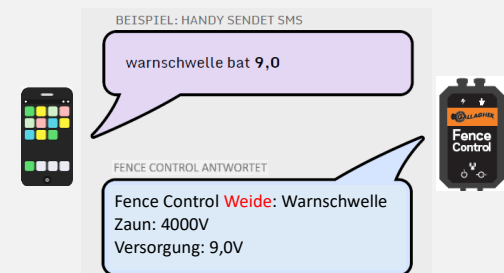 BEISPIEL: HANDY SENDET SMS
warnschwelle bat 9,0
GALLAGHER
Fence
Control
FENCE CONTROL ANTWORTET
Fence Control Weide: Warnschwelle
Zaun: 4000V
Versorgung: 9,0V